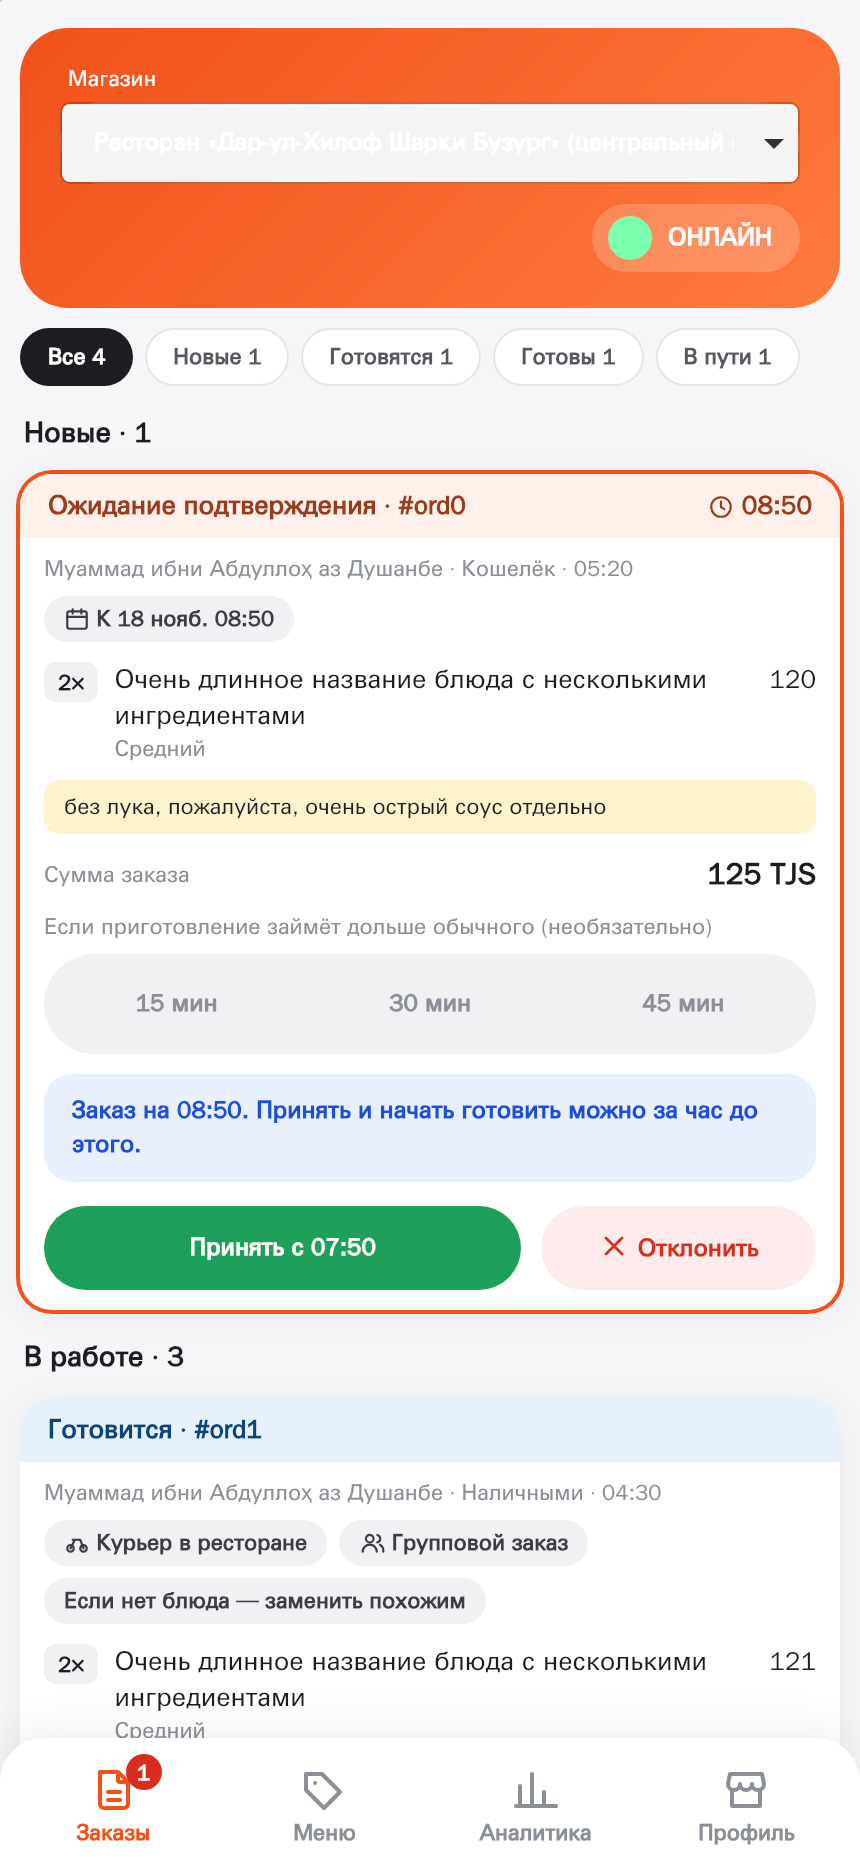 Магазин
Ресторан «Дар-ул-Хилоф Шарқи Бузург» (центральный
ОНЛАЙН
Все 4
Новые 1
Готовятся 1
Готовы 1
В пути 1
Новые · 1
Ожидание подтверждения · #ord0
08:50
Муаммад ибни Абдуллоҳ аз Душанбе · Кошелёк · 05:20
К 18 нояб. 08:50
2× Очень длинное название блюда с несколькими 120
ингредиентами
Средний
без лука, пожалуйста, очень острый соус отдельно
Сумма заказа 125 TJS
Если приготовление займёт дольше обычного (необязательно)
15 мин 30 мин 45 мин
Заказ на 08:50. Принять и начать готовить можно за час до
этого.
Принять с 07:50
Отклонить
В работе · 3
Готовится · #ord1
Муаммад ибни Абдуллоҳ аз Душанбе · Наличными · 04:30
Курьер в ресторане
Групповой заказ
Если нет блюда — заменить похожим
2× Очень длинное название блюда с несколькими 121
ингредиентами
Средний
1
Заказы
Меню
Аналитика
Профиль